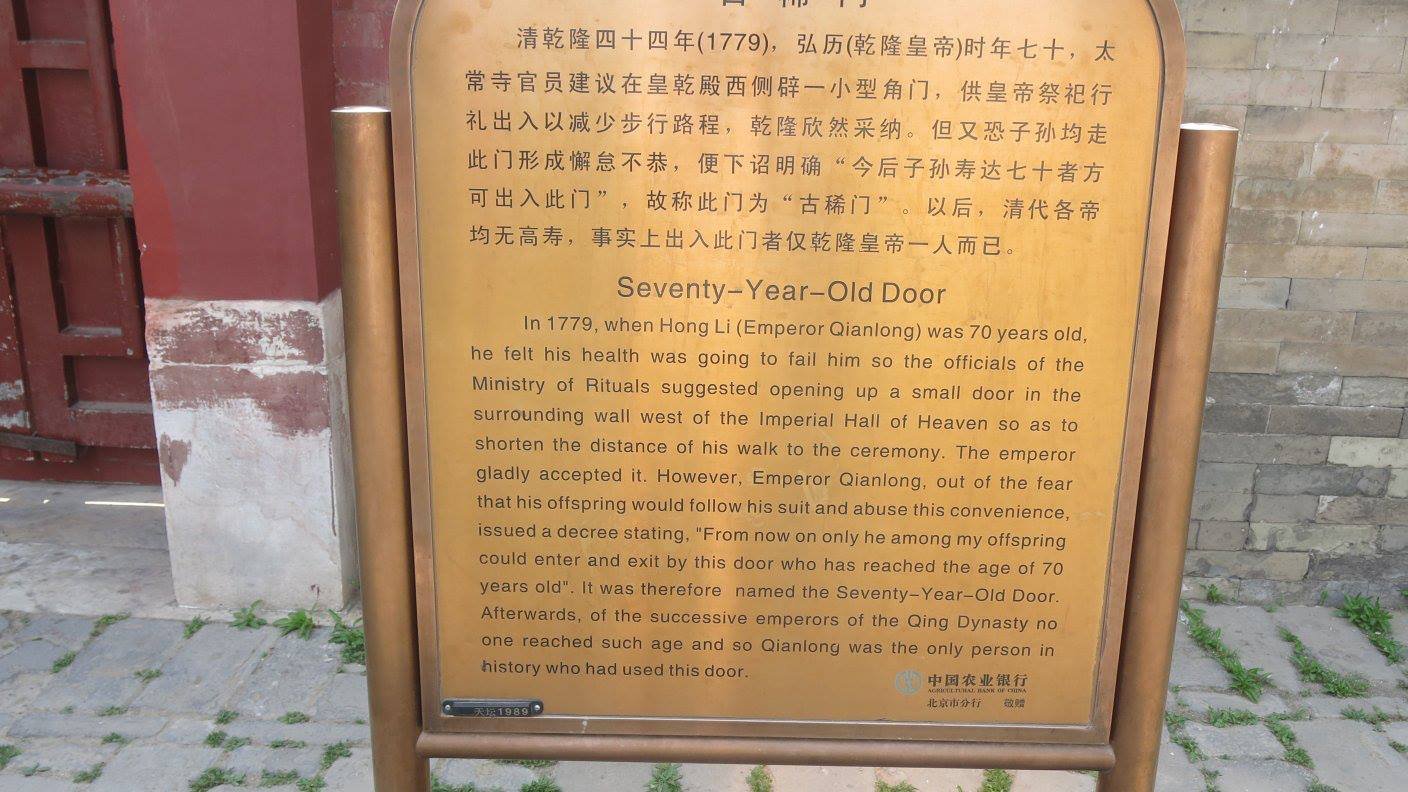 古稀门
清乾隆四十四年(1779)，弘历(乾隆皇帝)时年七十，太
常寺官员建议在皇乾殿西侧辟一小型角门，供皇帝祭祀行
礼出入以减少步行路程，乾隆欣然采纳。但又恐子孙均走
此门形成懈怠不恭，便下诏明确“今后子孙寿达七十者方
可出入此门”，故称此门为“古稀门”。以后，清代各帝
均无高寿，事实上出入此门者仅乾隆皇帝一人而已。
Seventy-Year-Old Door
In 1779, when Hong Li (Emperor Qianlong) was 70 years old,
he felt his health was going to fail him so the officials of the
Ministry of Rituals suggested opening up a small door in the
surrounding wall west of the Imperial Hall of Heaven so as to
shorten the distance of his walk to the ceremony. The emperor
gladly accepted it. However, Emperor Qianlong, out of the fear
that his offspring would follow his suit and abuse this convenience,
issued a decree stating, "From now on only he among my offspring
could enter and exit by this door who has reached the age of 70
years old". It was therefore named the Seventy-Year-Old Door.
Afterwards, of the successive emperors of the Qing Dynasty no
one reached such age and so Qianlong was the only person in
history who had used this door.
中国农业银行
AGRICULTURAL BANK OF CHINA
北京市分行 敬赠
天坛1989